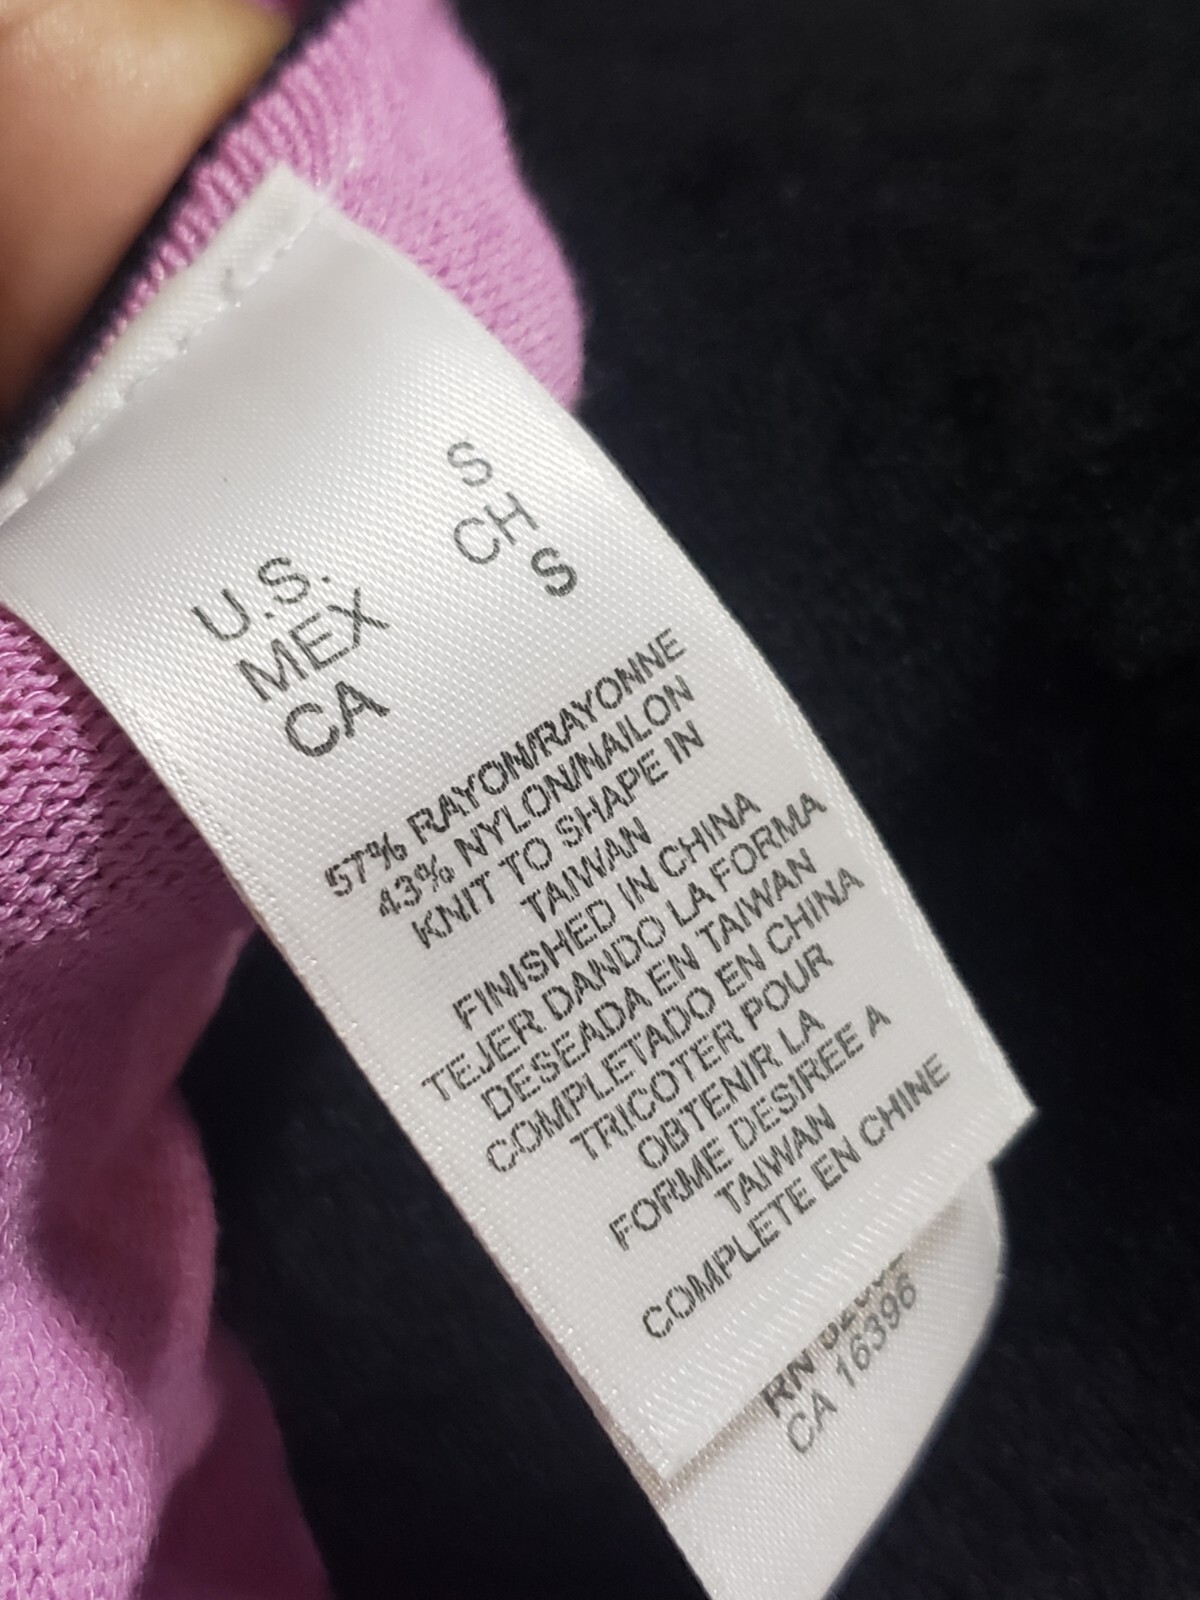 U.S. S
MEX CH
CA S
57% RAYON/RAYONNE
43% NYLON/NAILON
KNIT TO SHAPE IN
TAIWAN
FINISHED IN CHINA
TEJER DANDO LA FORMA
DESEADA EN TAIWAN
COMPLETADO EN CHINA
TRICOTER POUR
OBTENIR LA
FORME DESIREE A
TAIWAN
COMPLETE EN CHINE
RN
CA 16396